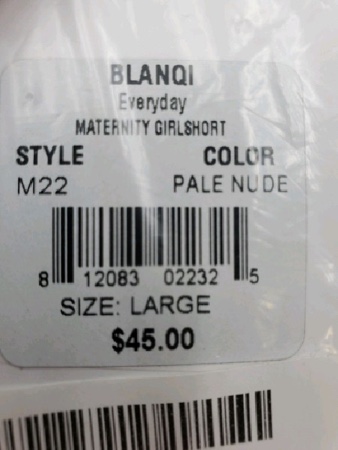 BLANQI
Everyday
MATERNITY GIRLSHORT
STYLE COLOR
M22 PALE NUDE
8 12083 02232 5
SIZE: LARGE
$45.00